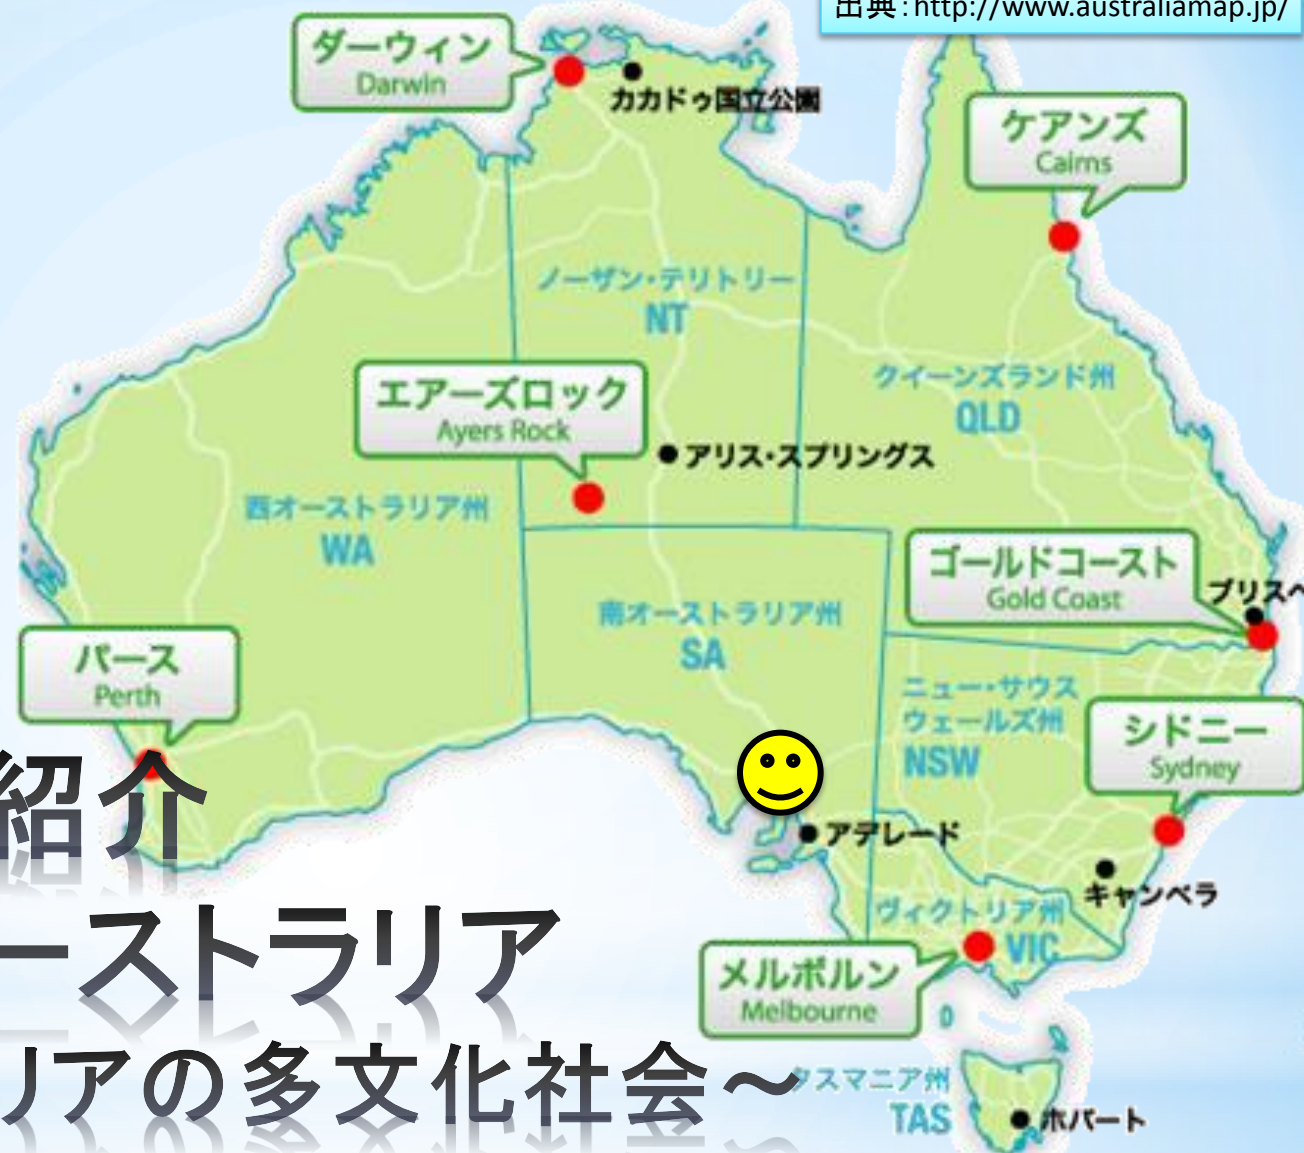 出典：http://www.australiamap.jp/
ダーウィン
Darwin
カカドゥ国立公園
ケアンズ
Cairns
ノーザン・テリトリー
NT
クイーンズランド州
QLD
エアーズロック
Ayers Rock
アリス・スプリングス
西オーストラリア州
WA
ゴールドコースト
Gold Coast
ブリスベ
南オーストラリア州
SA
パース
Perth
ニュー・サウス
ウェールズ州
NSW
シドニー
Sydney
アデレード
キャンベラ
ヴィクトリア州
VIC
メルボルン
Melbourne
タスマニア州
TAS
ホバート
紹介
ーストラリア
リアの多文化社会～